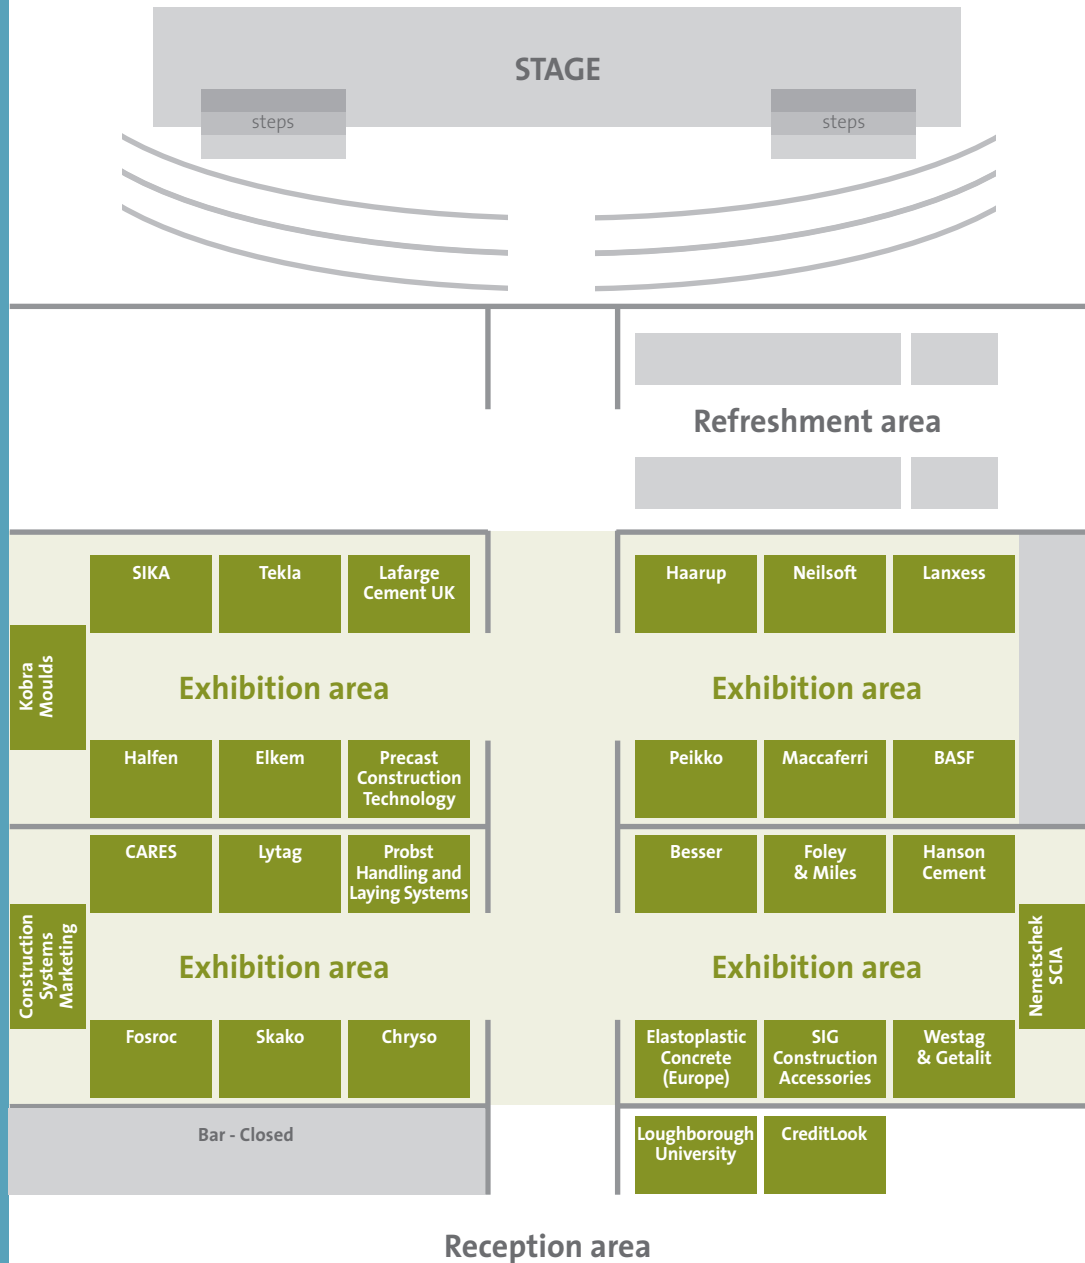 STAGE
steps
steps
Refreshment area
SIKA
Tekla
Lafarge
Cement UK
Haarup
Neilsoft
Lanxess
Kobra
Moulds
Exhibition area
Exhibition area
Halfen
Elkem
Precast
Construction
Technology
Peikko
Maccaferri
BASF
CARES
Lytag
Probst
Handling and
Laying Systems
Besser
Foley
& Miles
Hanson
Cement
Construction
Systems
Marketing
Exhibition area
Exhibition area
Nemetschek
SCIA
Fosroc
Skako
Chryso
Elastoplastic
Concrete
(Europe)
SIG
Construction
Accessories
Westag
& Getalit
Bar - Closed
Loughborough
University
CreditLook
Reception area